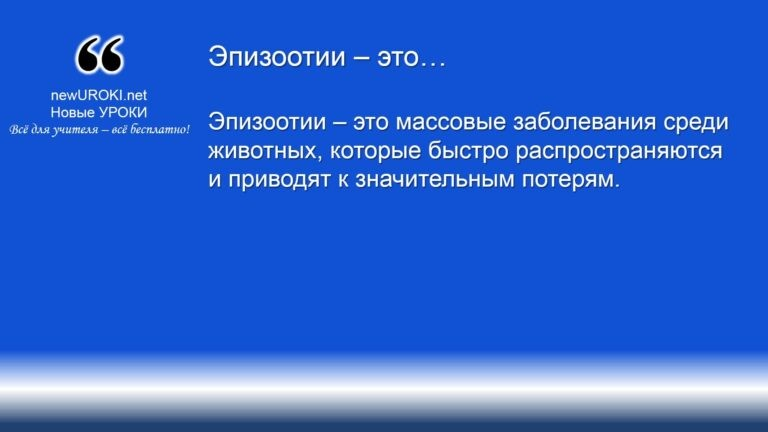 newUROKI.net
Новые УРОКИ
Всё для учителя – всё бесплатно!
Эпизоотии – это…
Эпизоотии – это массовые заболевания среди
животных, которые быстро распространяются
и приводят к значительным потерям.